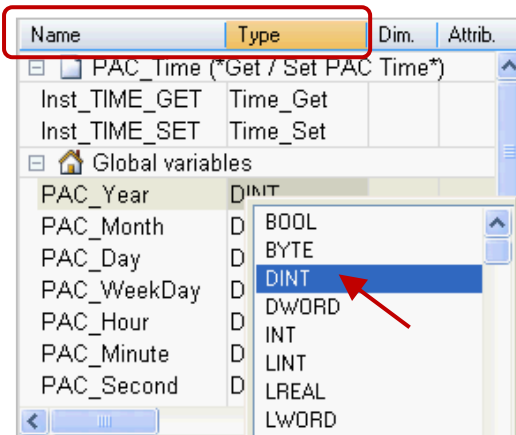 Name Type Dim. Attrib.
PAC_Time (*Get / Set PAC Time*)
Inst_TIME_GET Time_Get
Inst_TIME_SET Time_Set
Global variables
PAC_Year DINT
PAC_Month D
PAC_Day D
PAC_WeekDay D
PAC_Hour D
PAC_Minute D
PAC_Second D
BOOL
BYTE
DINT
DWORD
INT
LINT
LREAL
LWORD